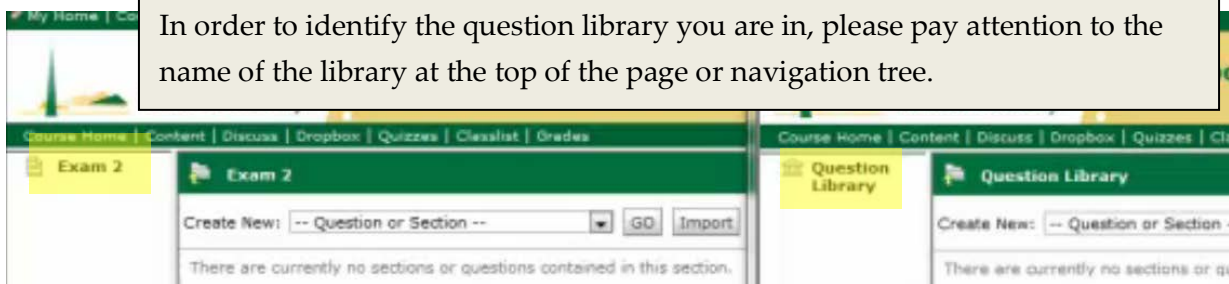 In order to identify the question library you are in, please pay attention to the
name of the library at the top of the page or navigation tree.
My Home | Co
Course Home | Content | Discuss | Dropbox | Quizzes | Classlist | Grades
Exam 2
Exam 2
Create New: -- Question or Section -- GO Import
There are currently no sections or questions contained in this section.
Course Home | Content | Discuss | Dropbox | Quizzes | Cl
Question
Library
Question Library
Create New: -- Question or Section -
There are currently no sections or qu